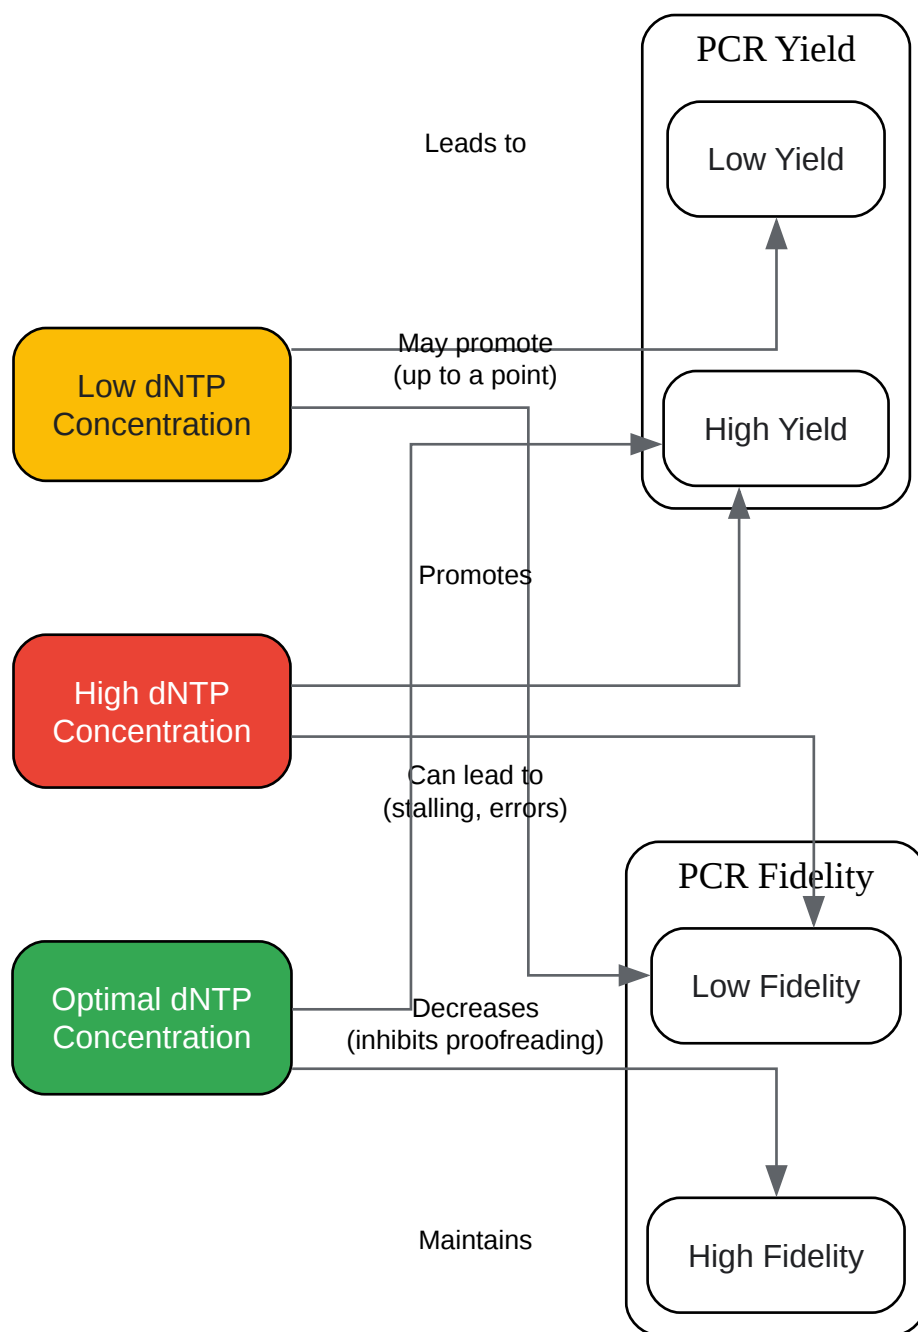 PCR Yield
Leads to
Low Yield
May promote
(up to a point)
Low dNTP
Concentration
High Yield
Promotes
High dNTP
Concentration
Can lead to
(stalling, errors)
PCR Fidelity
Low Fidelity
Optimal dNTP
Concentration
Decreases
(inhibits proofreading)
Maintains
High Fidelity